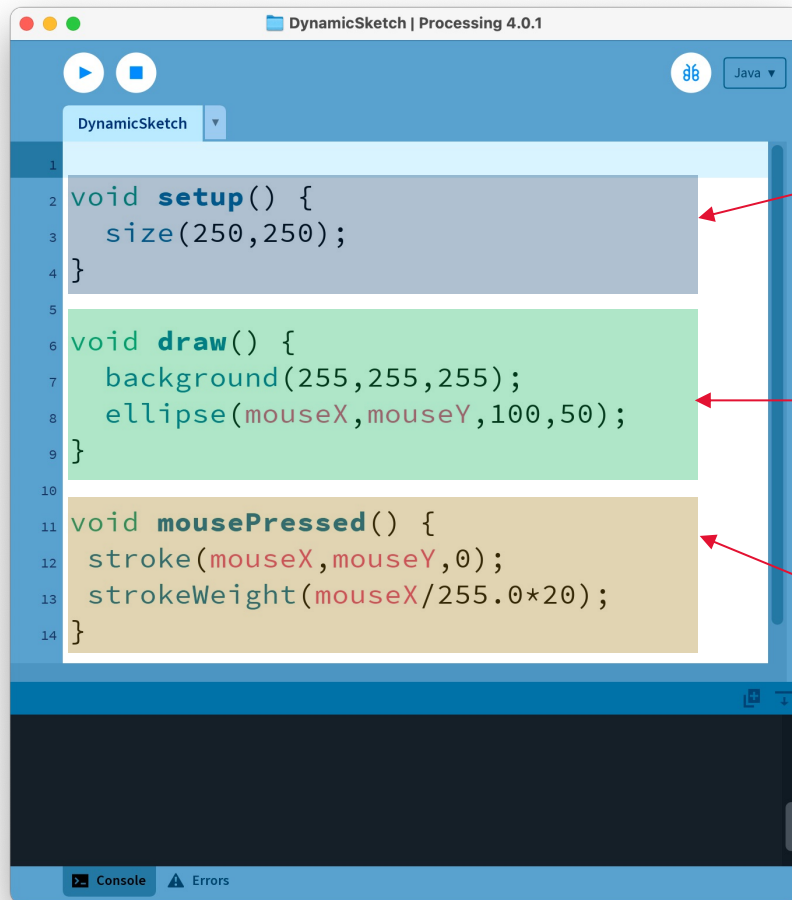 DynamicSketch | Processing 4.0.1
Java ▼
DynamicSketch ▼
1
2 void setup() {
3   size(250,250);
4 }
5
6 void draw() {
7   background(255,255,255);
8   ellipse(mouseX,mouseY,100,50);
9 }
10
11 void mousePressed() {
12  stroke(mouseX,mouseY,0);
13  strokeWeight(mouseX/255.0*20);
14 }
Console Errors